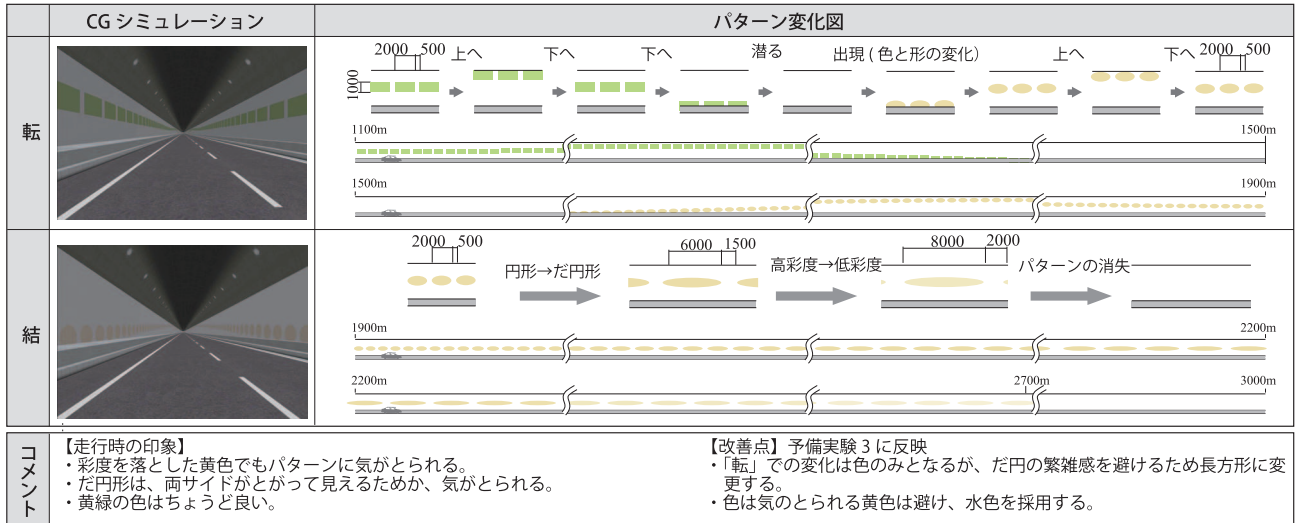 CG シミュレーション
パターン変化図
転
2000 500
上へ
下へ
下へ
潜る
出現 ( 色と形の変化）
上へ
下へ
2000 500
1000
1100m
1500m
1500m
1900m
結
2000 500
円形→だ円形
6000 1500
高彩度→低彩度
8000 2000
パターンの消失
1900m
2200m
2200m
2700m
3000m
コメント
【走行時の印象】
・彩度を落とした黄色でもパターンに気がとられる。
・だ円形は、両サイドがとがって見えるためか、気がとられる。
・黄緑の色はちょうど良い。
【改善点】予備実験 3 に反映
・「転」での変化は色のみとなるが、だ円の繁雑感を避けるため長方形に変
更する。
・色は気のとられる黄色は避け、水色を採用する。